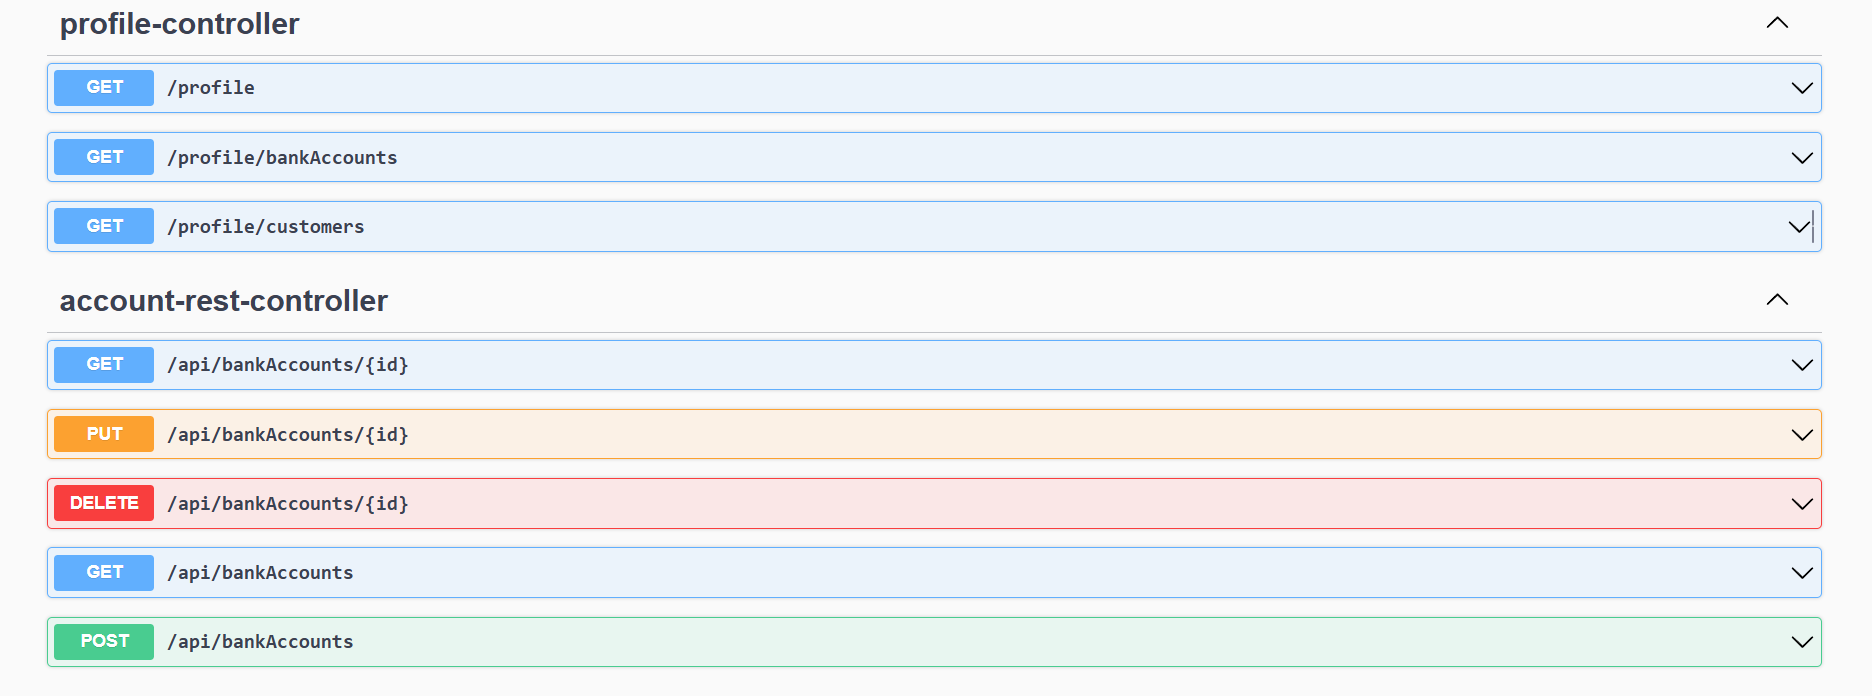 profile-controller
GET /profile
GET /profile/bankAccounts
GET /profile/customers
account-rest-controller
GET /api/bankAccounts/{id}
PUT /api/bankAccounts/{id}
DELETE /api/bankAccounts/{id}
GET /api/bankAccounts
POST /api/bankAccounts